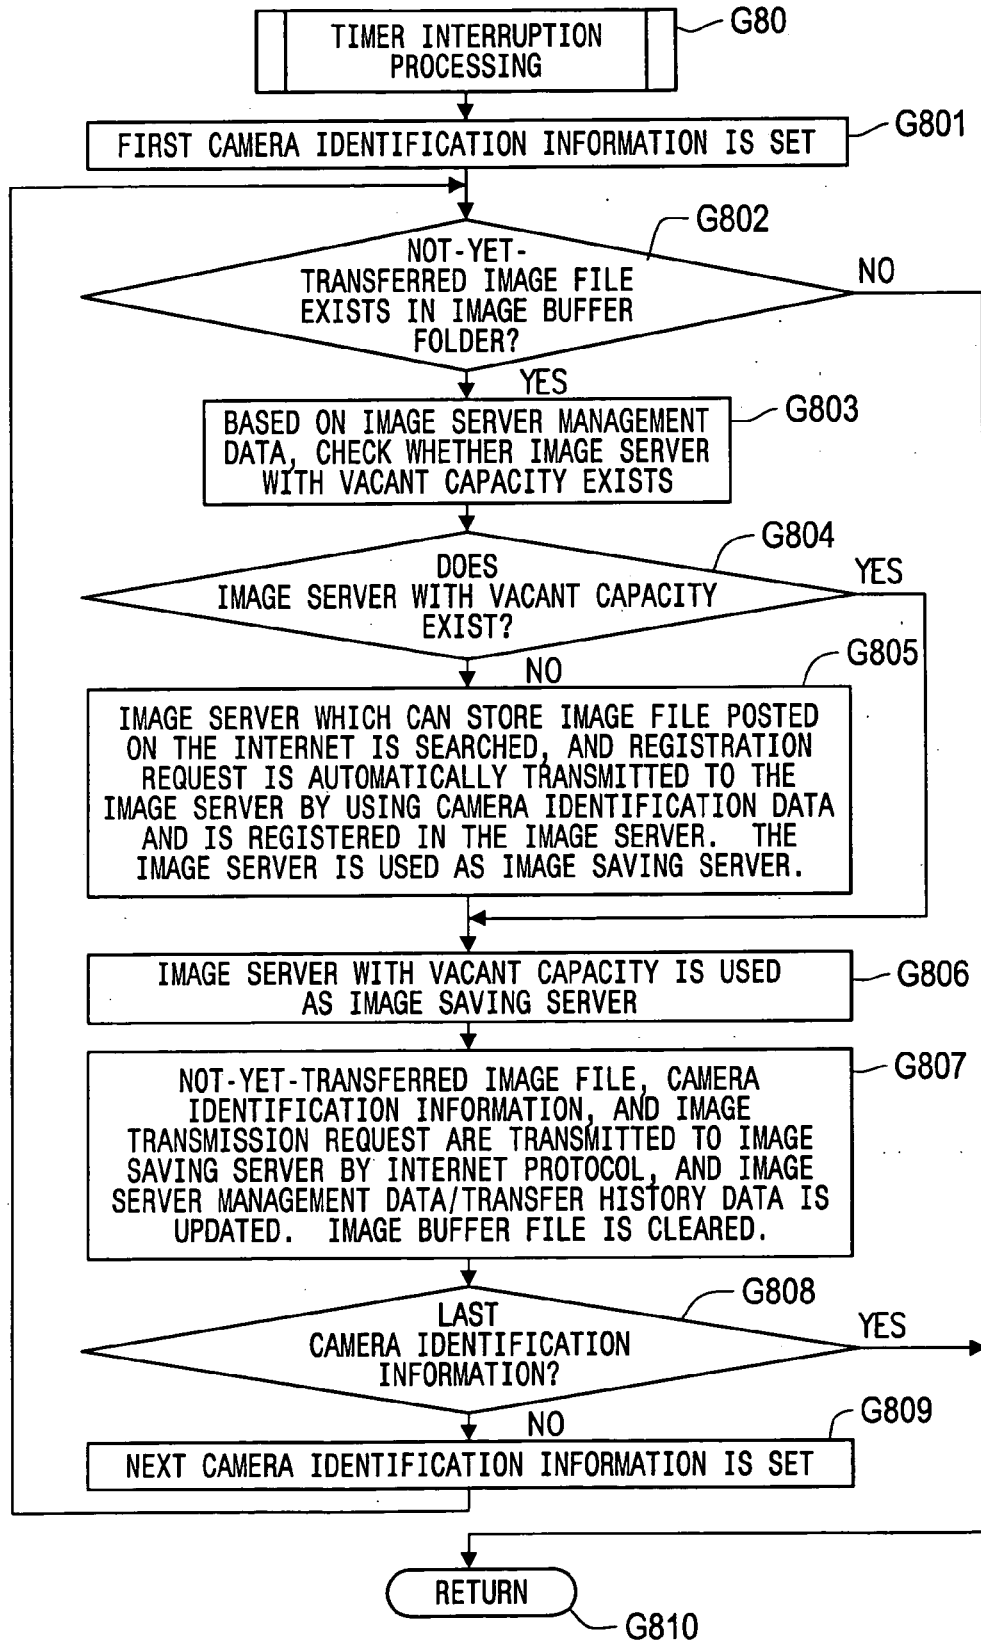 TIMER INTERRUPTION
PROCESSING
G80
FIRST CAMERA IDENTIFICATION INFORMATION IS SET
G801
G802
NOT-YET-
TRANSFERRED IMAGE FILE
EXISTS IN IMAGE BUFFER
FOLDER?
NO
YES
G803
BASED ON IMAGE SERVER MANAGEMENT
DATA, CHECK WHETHER IMAGE SERVER
WITH VACANT CAPACITY EXISTS
G804
DOES
IMAGE SERVER WITH VACANT CAPACITY
EXIST?
YES
NO
G805
IMAGE SERVER WHICH CAN STORE IMAGE FILE POSTED
ON THE INTERNET IS SEARCHED, AND REGISTRATION
REQUEST IS AUTOMATICALLY TRANSMITTED TO THE
IMAGE SERVER BY USING CAMERA IDENTIFICATION DATA
AND IS REGISTERED IN THE IMAGE SERVER. THE
IMAGE SERVER IS USED AS IMAGE SAVING SERVER.
IMAGE SERVER WITH VACANT CAPACITY IS USED
AS IMAGE SAVING SERVER
G806
NOT-YET-TRANSFERRED IMAGE FILE, CAMERA
IDENTIFICATION INFORMATION, AND IMAGE
TRANSMISSION REQUEST ARE TRANSMITTED TO IMAGE
SAVING SERVER BY INTERNET PROTOCOL, AND IMAGE
SERVER MANAGEMENT DATA/TRANSFER HISTORY DATA IS
UPDATED. IMAGE BUFFER FILE IS CLEARED.
G807
G808
LAST
CAMERA IDENTIFICATION
INFORMATION?
YES
NO
G809
NEXT CAMERA IDENTIFICATION INFORMATION IS SET
RETURN
G810